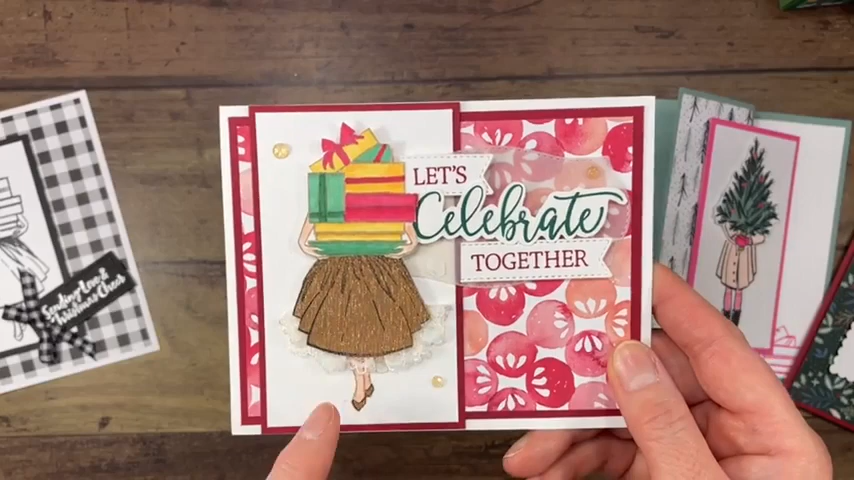 LET'S
Celebrate
TOGETHER
Sending Love &
Christmas Cheer